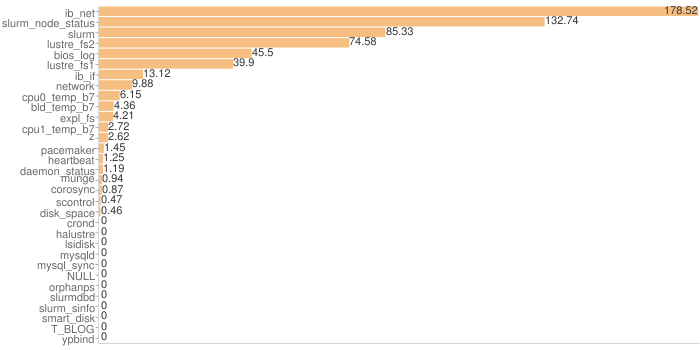 ib_net 178.52
slurm_node_status 132.74
slurm 85.33
lustre_fs2 74.58
bios_log 45.5
lustre_fs1 39.9
ib_if 13.12
network 9.88
cpu0_temp_b7 6.15
bld_temp_b7 4.36
expl_fs 4.21
cpu1_temp_b7 2.72
z 2.62
pacemaker 1.45
heartbeat 1.25
daemon_status 1.19
munge 0.94
corosync 0.87
scontrol 0.47
disk_space 0.46
crond 0
halustre 0
lsidisk 0
mysqld 0
mysql_sync 0
NULL 0
orphanps 0
slurmdbd 0
slurm_sinfo 0
smart_disk 0
T_BLOG 0
ypbind 0